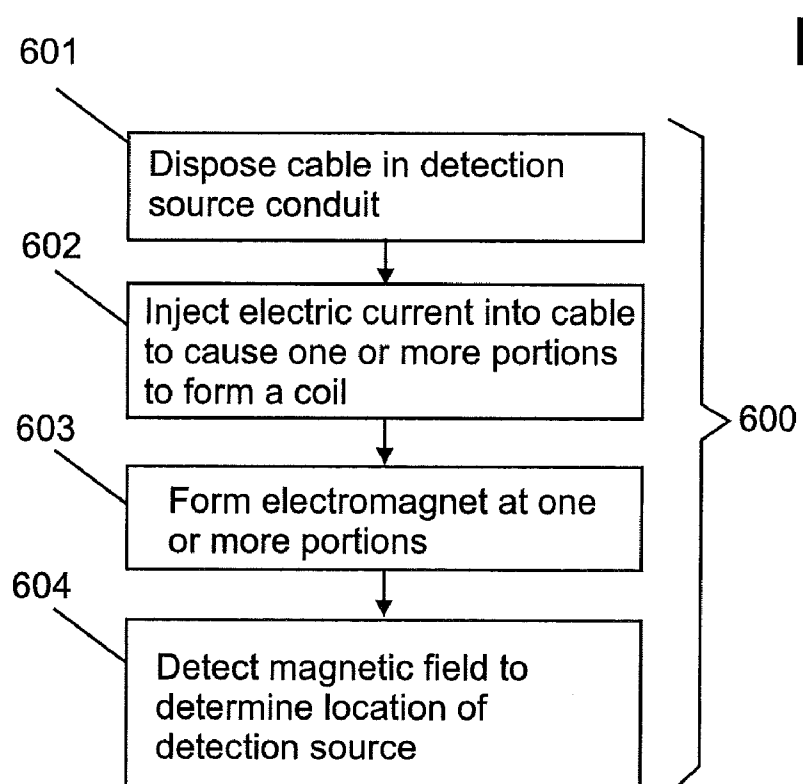 601
Dispose cable in detection
source conduit
602
Inject electric current into cable
to cause one or more portions
to form a coil
600
603
Form electromagnet at one
or more portions
604
Detect magnetic field to
determine location of
detection source